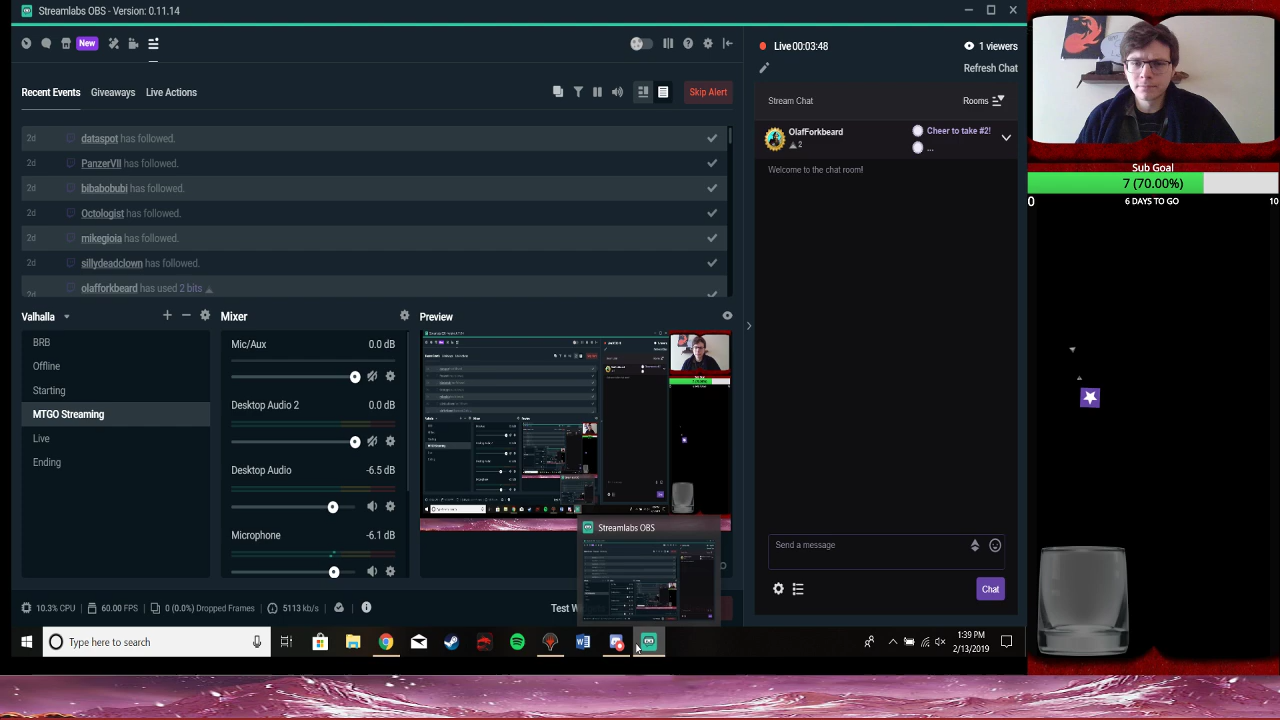 Streamlabs OBS - Version: 0.11.14
New
Recent Events
Giveaways
Live Actions
Skip Alert
2d dataspot has followed.
2d PanzerVII has followed.
2d bibabobubi has followed.
2d Octologist has followed.
2d mikegioia has followed.
2d sillydeadclown has followed.
2d olafforkbeard has used 2 bits
Valhalla
BRB
Offline
Starting
MTGO Streaming
Live
Ending
Mixer
Mic/Aux 0.0 dB
Desktop Audio 2 0.0 dB
Desktop Audio -6.5 dB
Microphone -6.1 dB
Preview
Streamlabs OBS
10.3% CPU
60.00 FPS
0 (0.0%) Dropped Frames
5113 kb/s
Test W
Live 00:03:48
1 viewers
Refresh Chat
Stream Chat
Rooms
OlafForkbeard
2
Cheer to take #2!
...
Welcome to the chat room!
Send a message
Chat
Type here to search
1:39 PM
2/13/2019
Sub Goal
7 (70.00%)
0 6 DAYS TO GO 10